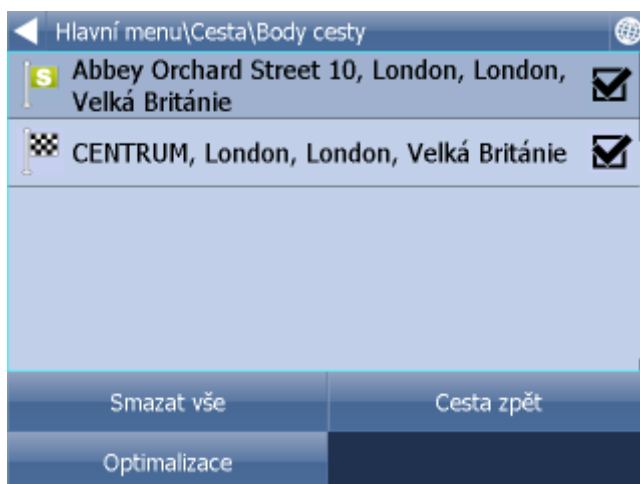 Hlavní menu\Cesta\Body cesty
S
Abbey Orchard Street 10, London, London,
Velká Británie
CENTRUM, London, London, Velká Británie
Smazat vše
Cesta zpět
Optimalizace